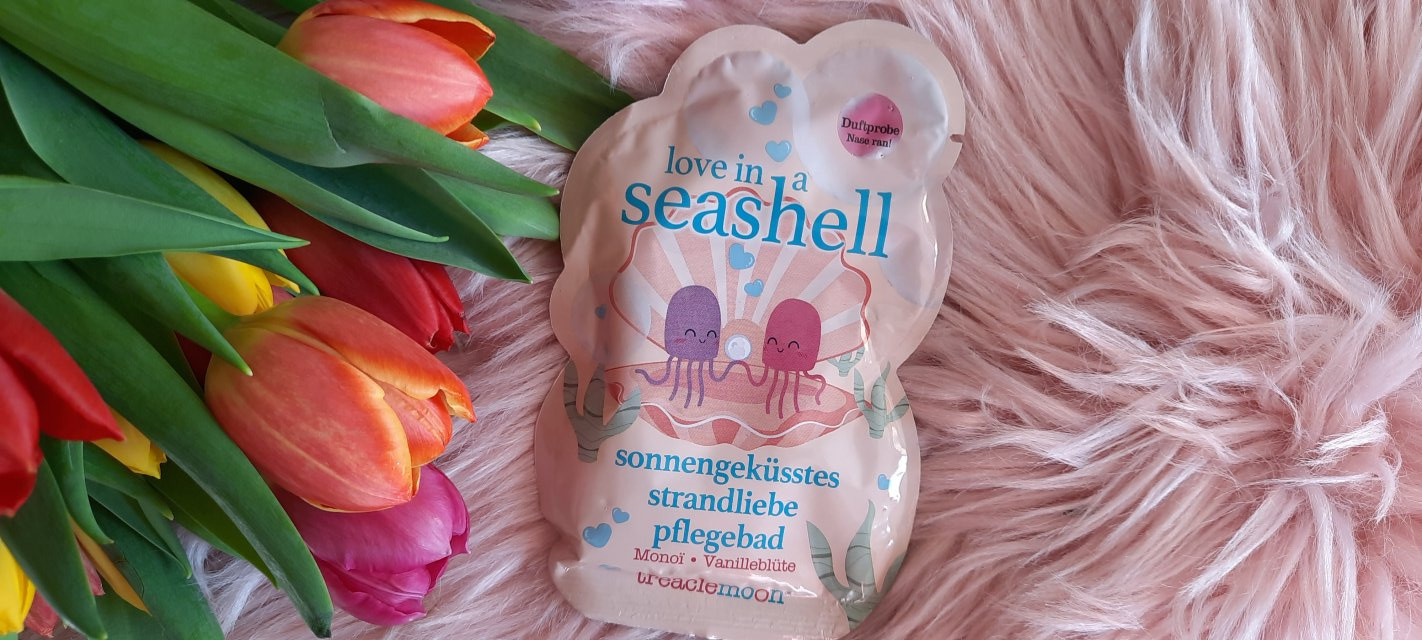 Duftprobe
Nase ran!
love in a
seashell
sonnengeküsstes
strandliebe
pflegebad
Monoï • Vanilleblüte
treaclemoon